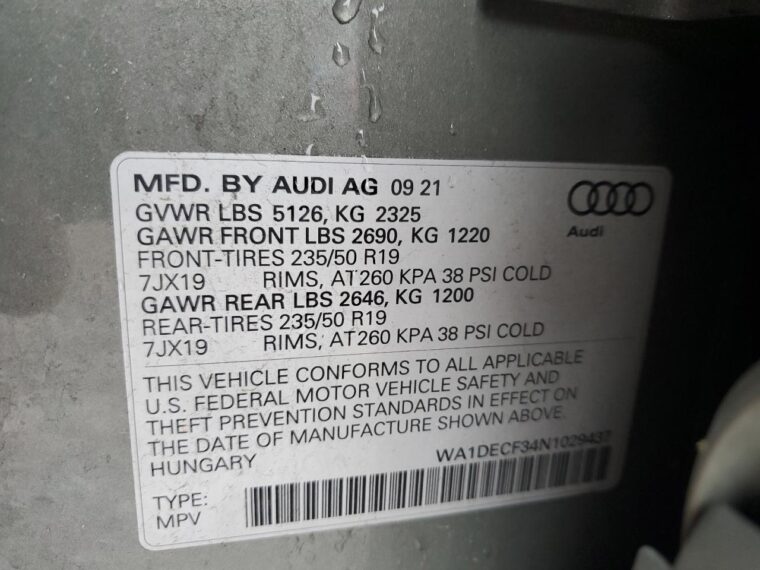 MFD. BY AUDI AG 09 21
Audi
GVWR LBS 5126, KG 2325
GAWR FRONT LBS 2690, KG 1220
FRONT-TIRES 235/50 R19
7JX19 RIMS, AT 260 KPA 38 PSI COLD
GAWR REAR LBS 2646, KG 1200
REAR-TIRES 235/50 R19
7JX19 RIMS, AT 260 KPA 38 PSI COLD
THIS VEHICLE CONFORMS TO ALL APPLICABLE
U.S. FEDERAL MOTOR VEHICLE SAFETY AND
THEFT PREVENTION STANDARDS IN EFFECT ON
THE DATE OF MANUFACTURE SHOWN ABOVE.
HUNGARY WA1DECF34N1029437
TYPE:
MPV